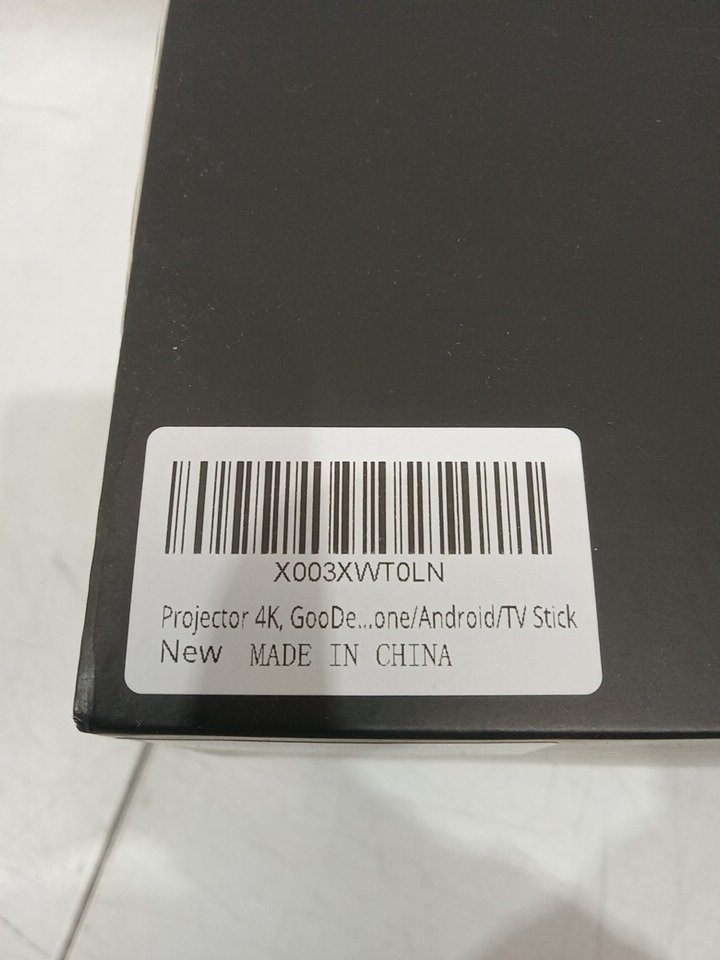 X003XWT0LN
Projector 4K, GooDe...one/Android/TV Stick
New MADE IN CHINA